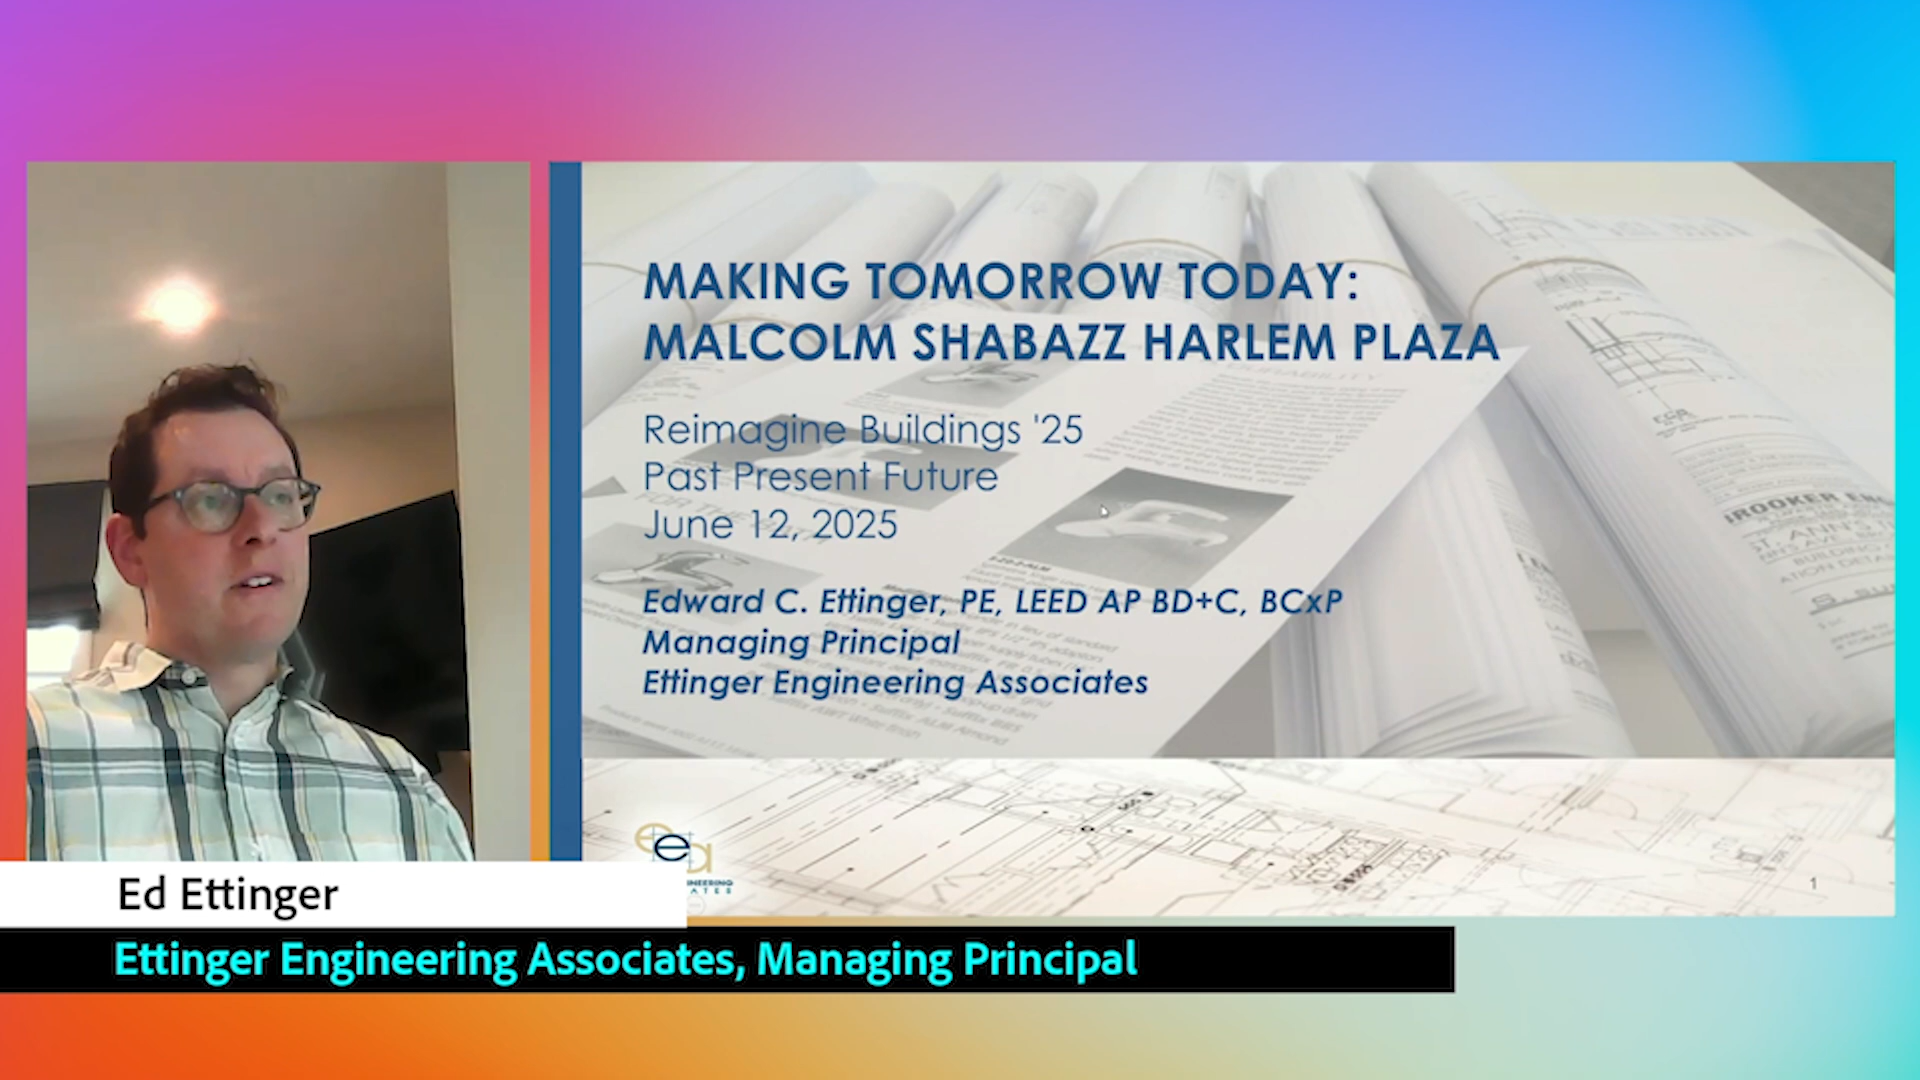 MAKING TOMORROW TODAY:
MALCOLM SHABAZZ HARLEM PLAZA
Reimagine Buildings '25
Past Present Future
June 12, 2025
Edward C. Ettinger, PE, LEED AP BD+C, BCxP
Managing Principal
Ettinger Engineering Associates
eea
1
Ed Ettinger
Ettinger Engineering Associates, Managing Principal